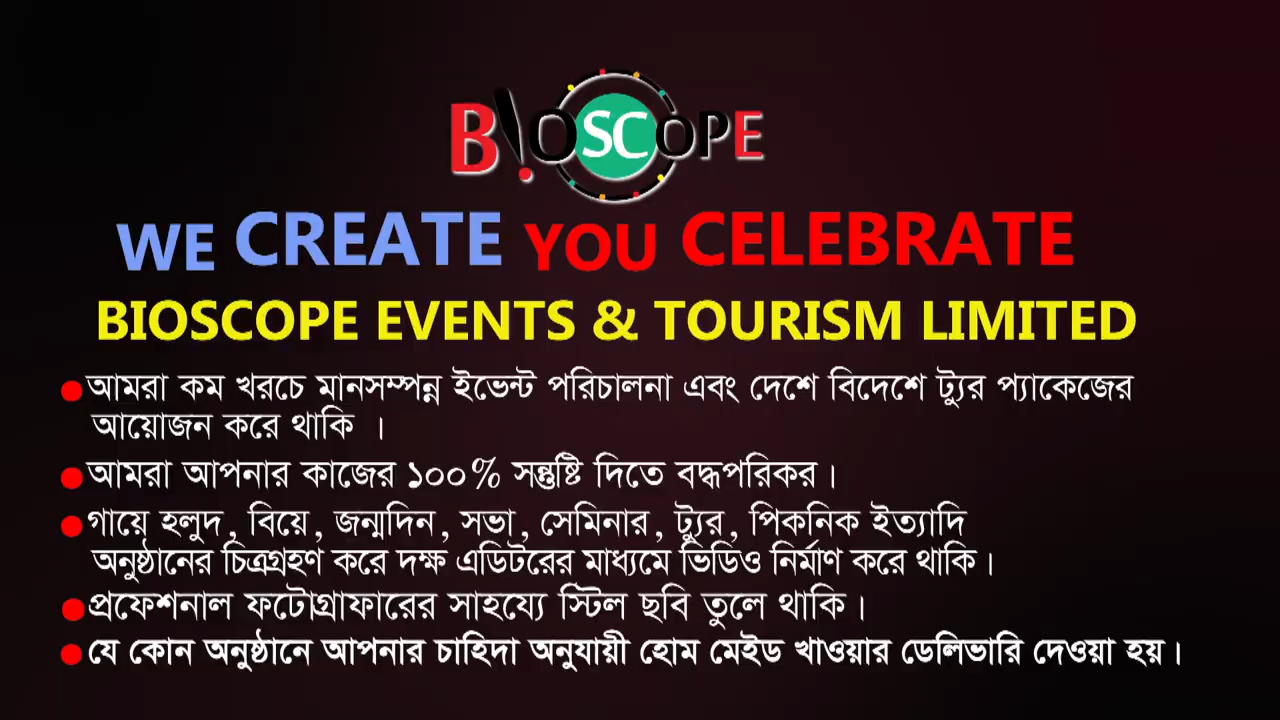 BIOSCOPE
WE CREATE YOU CELEBRATE
BIOSCOPE EVENTS & TOURISM LIMITED
আমরা কম খরচে মানসম্পন্ন ইভেন্ট পরিচালনা এবং দেশে বিদেশে ট্যুর প্যাকেজের
আয়োজন করে থাকি ।
আমরা আপনার কাজের ১০০% সন্তুষ্টি দিতে বদ্ধপরিকর।
গায়ে হলুদ, বিয়ে, জন্মদিন, সভা, সেমিনার, ট্যুর, পিকনিক ইত্যাদি
অনুষ্ঠানের চিত্রগ্রহণ করে দক্ষ এডিটরের মাধ্যমে ভিডিও নির্মাণ করে থাকি।
প্রফেশনাল ফটোগ্রাফারের সাহয্যে স্টিল ছবি তুলে থাকি।
যে কোন অনুষ্ঠানে আপনার চাহিদা অনুযায়ী হোম মেইড খাওয়ার ডেলিভারি দেওয়া হয়।